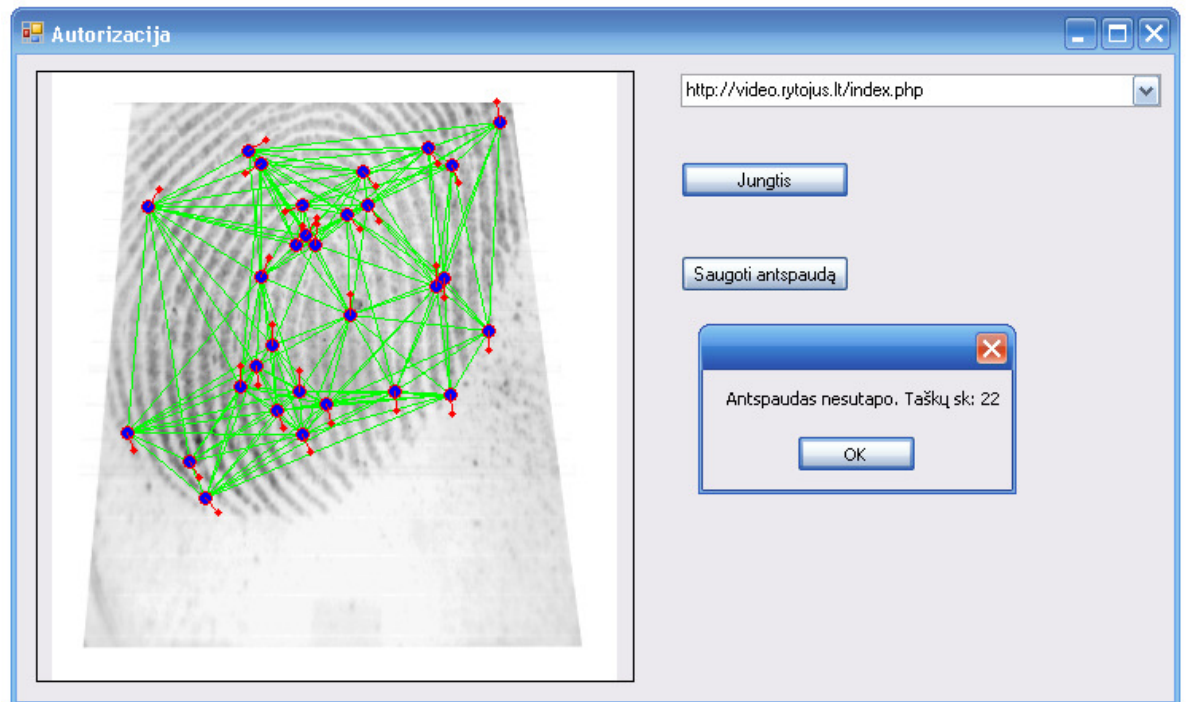 Autorizacija
http://video.rytojus.lt/index.php
Jungtis
Saugoti antspaudą
Antspaudas nesutapo. Taškų sk: 22
OK